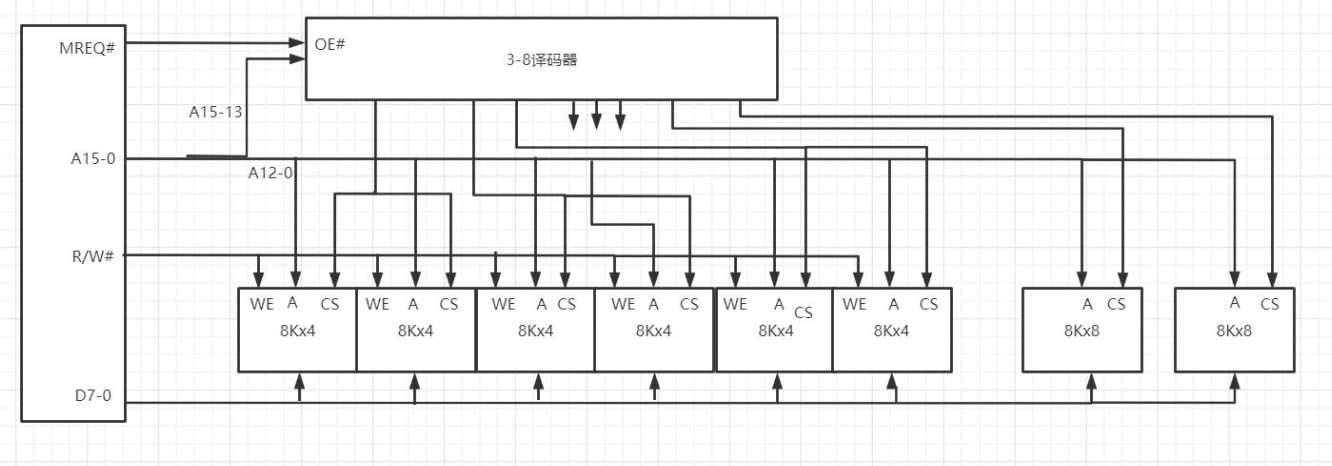 MREQ#
OE#
3-8译码器
A15-13
A15-0
A12-0
R/W#
WE A CS
8Kx4
WE A CS
8Kx4
WE A CS
8Kx4
WE A CS
8Kx4
WE A CS
8Kx4
WE A CS
8Kx4
A CS
8Kx8
A CS
8Kx8
D7-0